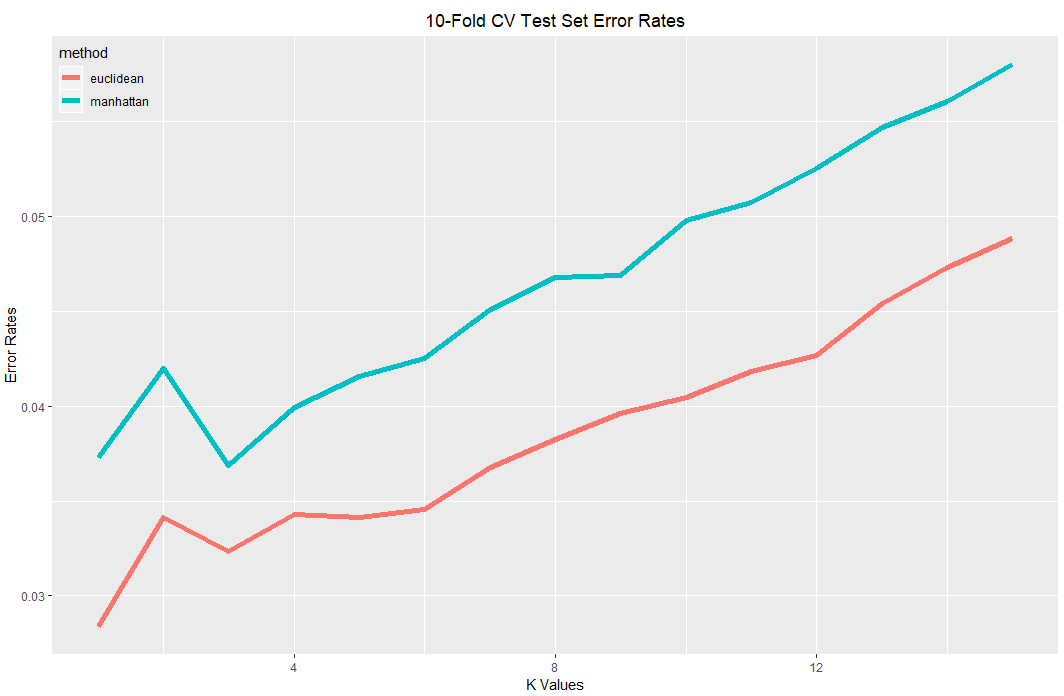 10-Fold CV Test Set Error Rates
method
euclidean
manhattan
Error Rates
0.05
0.04
0.03
4
8
12
K Values